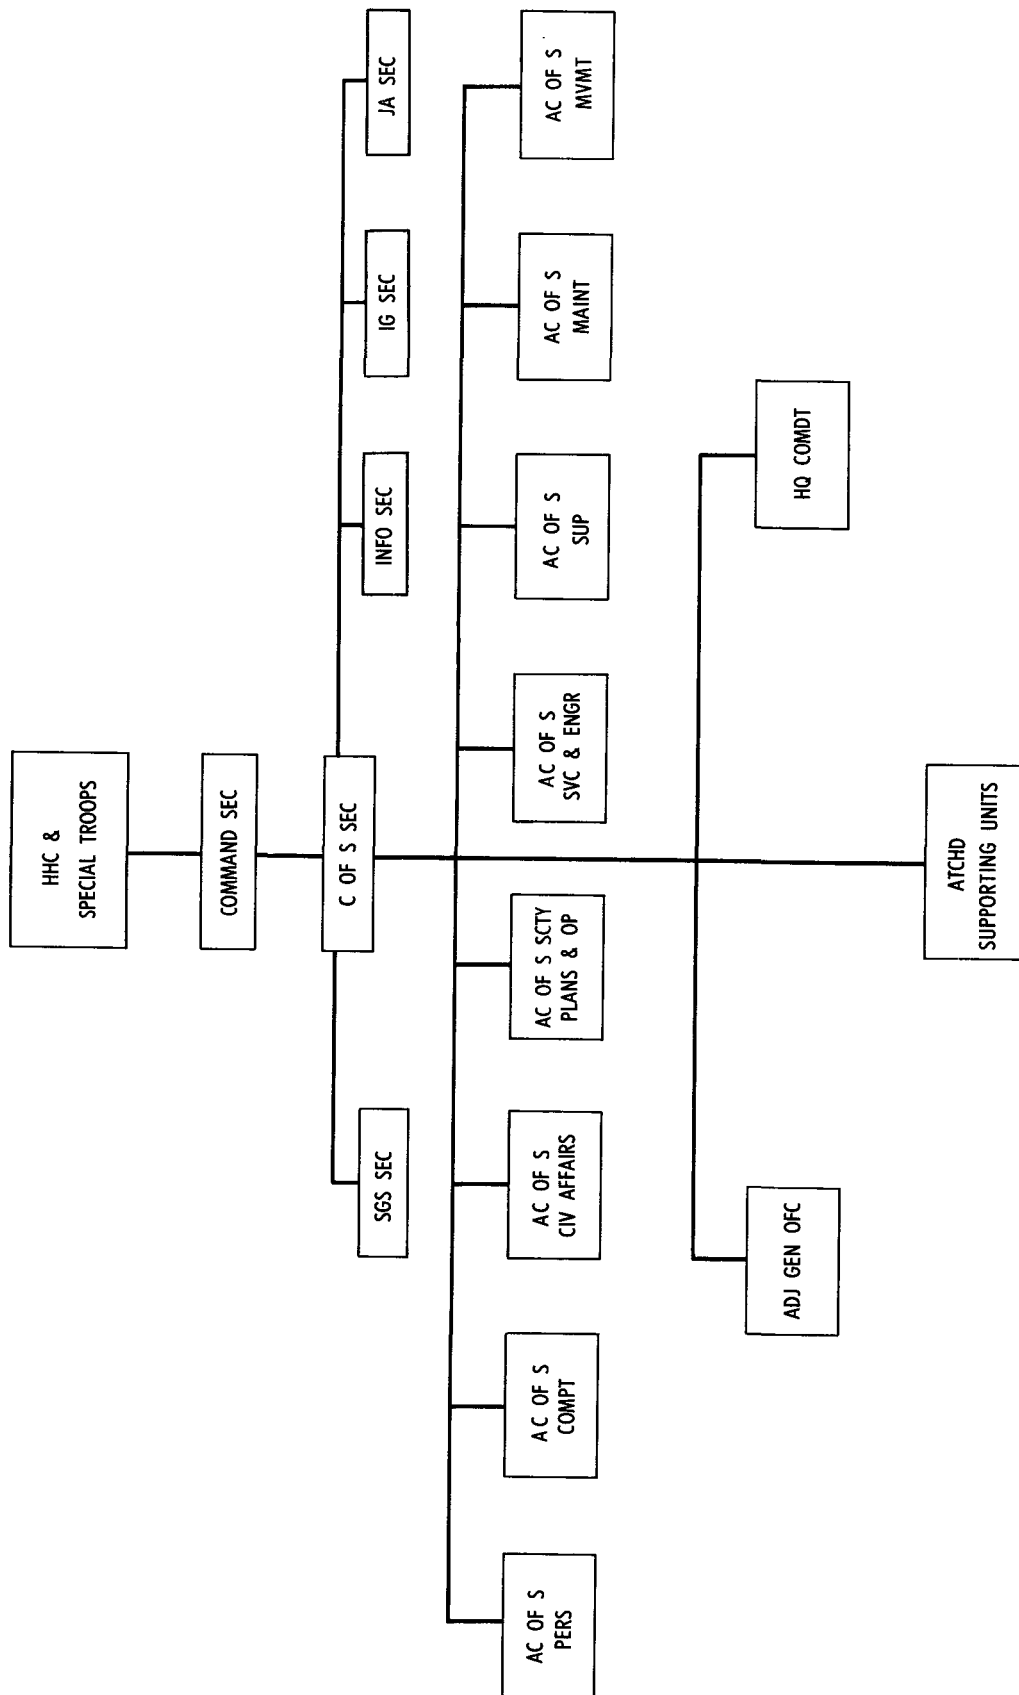 HHC &
SPECIAL TROOPS
COMMAND SEC
C OF S SEC
SGS SEC
INFO SEC
IG SEC
JA SEC
AC OF S
PERS
AC OF S
COMPT
AC OF S
CIV AFFAIRS
AC OF S SCTY
PLANS & OP
AC OF S
SVC & ENGR
AC OF S
SUP
AC OF S
MAINT
AC OF S
MVMT
ADJ GEN OFC
HQ COMDT
ATCHD
SUPPORTING UNITS